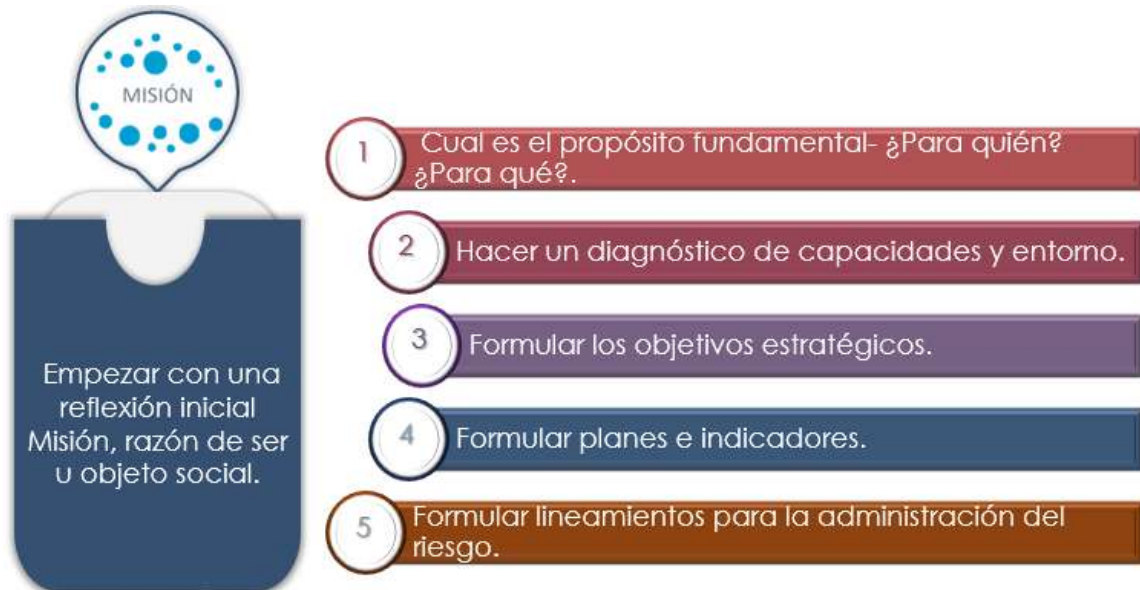 MISIÓN
Empezar con una
reflexión inicial
Misión, razón de ser
u objeto social.
1
Cual es el propósito fundamental- ¿Para quién?
¿Para qué?.
2
Hacer un diagnóstico de capacidades y entorno.
3
Formular los objetivos estratégicos.
4
Formular planes e indicadores.
5
Formular lineamientos para la administración del
riesgo.